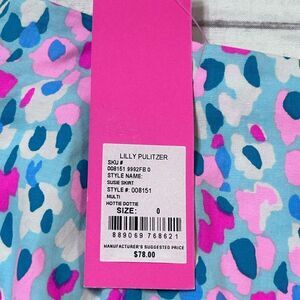 LILLY PULITZER
SKU #
008151 9992FB 0
STYLE NAME:
SUSIE SKIRT
STYLE #: 008151
MULTI
HOTTIE DOTTIE
SIZE: 0
889069 768621
MANUFACTURER'S SUGGESTED PRICE
$78.00